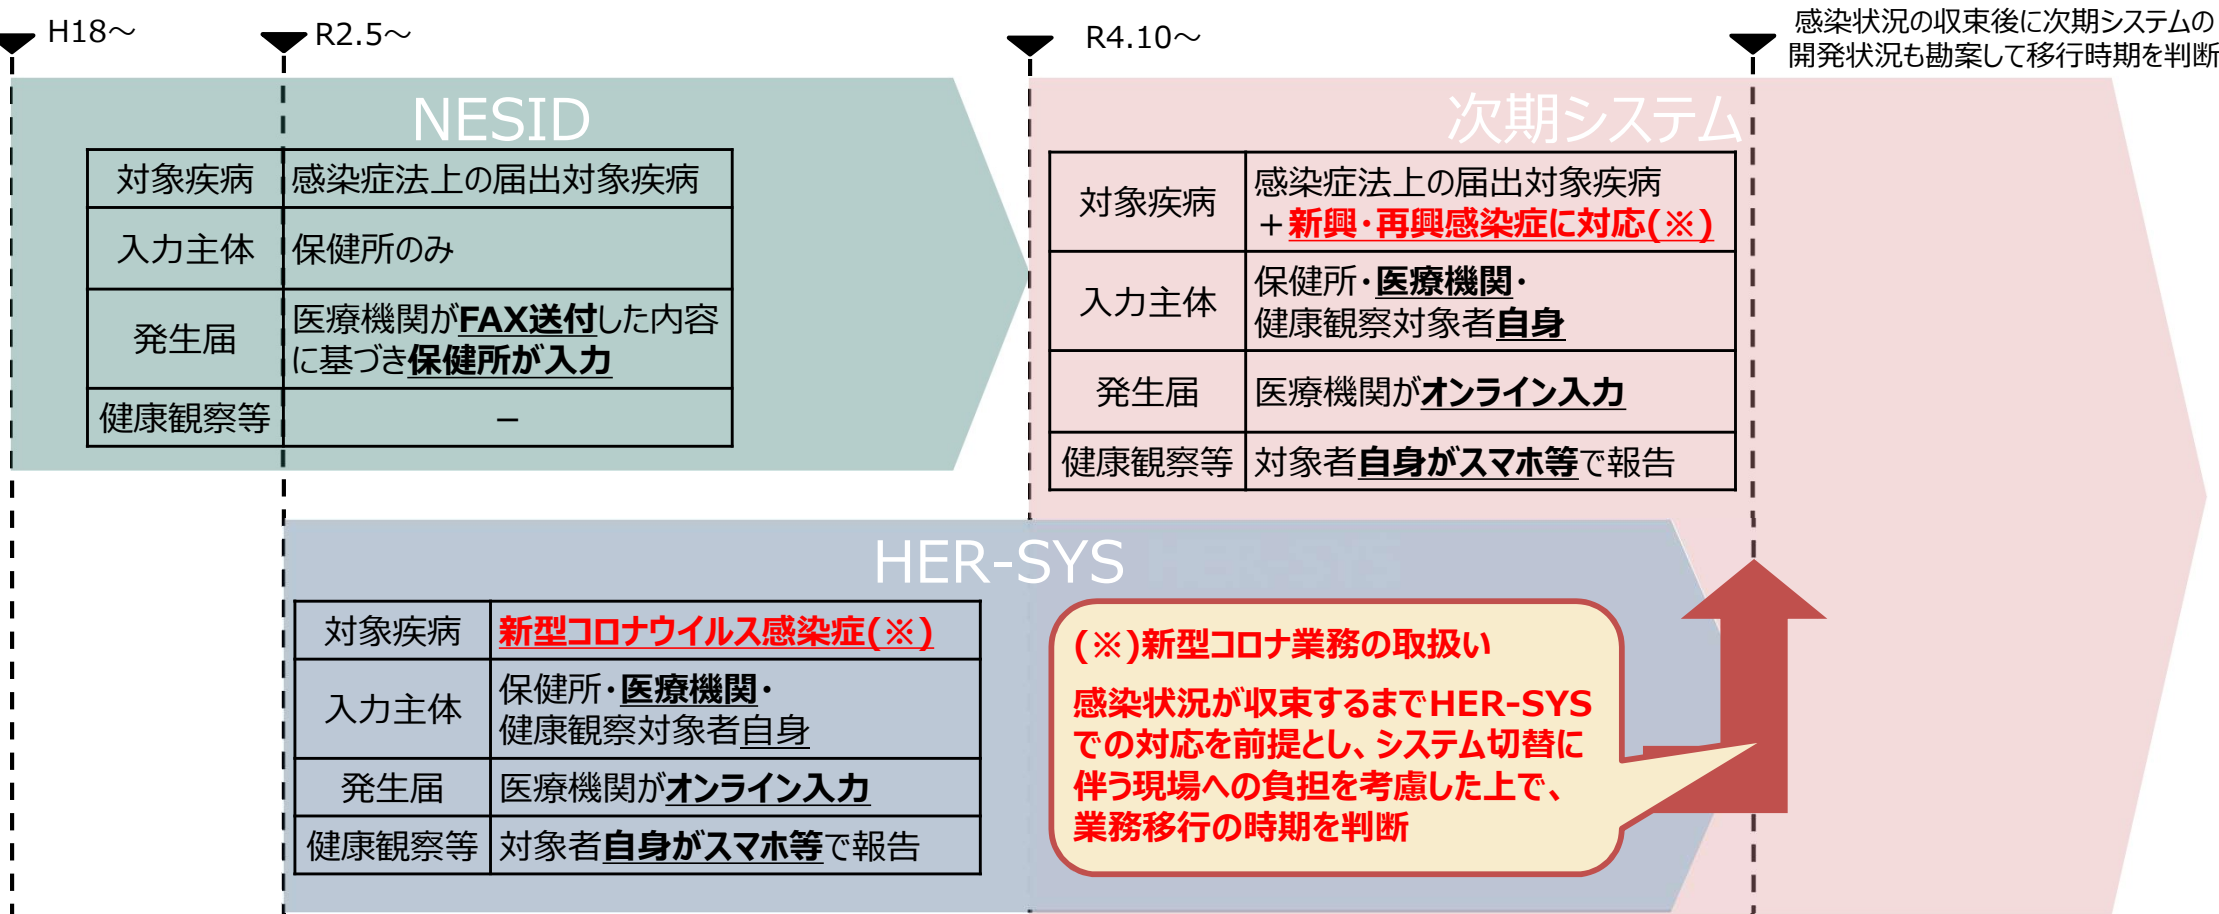 H18～
R2.5～
R4.10～
感染状況の収束後に次期システムの
開発状況も勘案して移行時期を判断
NESID
対象疾病 感染症法上の届出対象疾病
入力主体 保健所のみ
発生届 医療機関がFAX送付した内容
に基づき保健所が入力
健康観察等 －
次期システム
対象疾病 感染症法上の届出対象疾病
＋新興・再興感染症に対応(※)
入力主体 保健所・医療機関・
健康観察対象者自身
発生届 医療機関がオンライン入力
健康観察等 対象者自身がスマホ等で報告
HER-SYS HER-SYS
対象疾病 新型コロナウイルス感染症(※)
入力主体 保健所・医療機関・
健康観察対象者自身
発生届 医療機関がオンライン入力
健康観察等 対象者自身がスマホ等で報告
(※)新型コロナ業務の取扱い
感染状況が収束するまでHER-SYS
での対応を前提とし、システム切替に
伴う現場への負担を考慮した上で、
業務移行の時期を判断